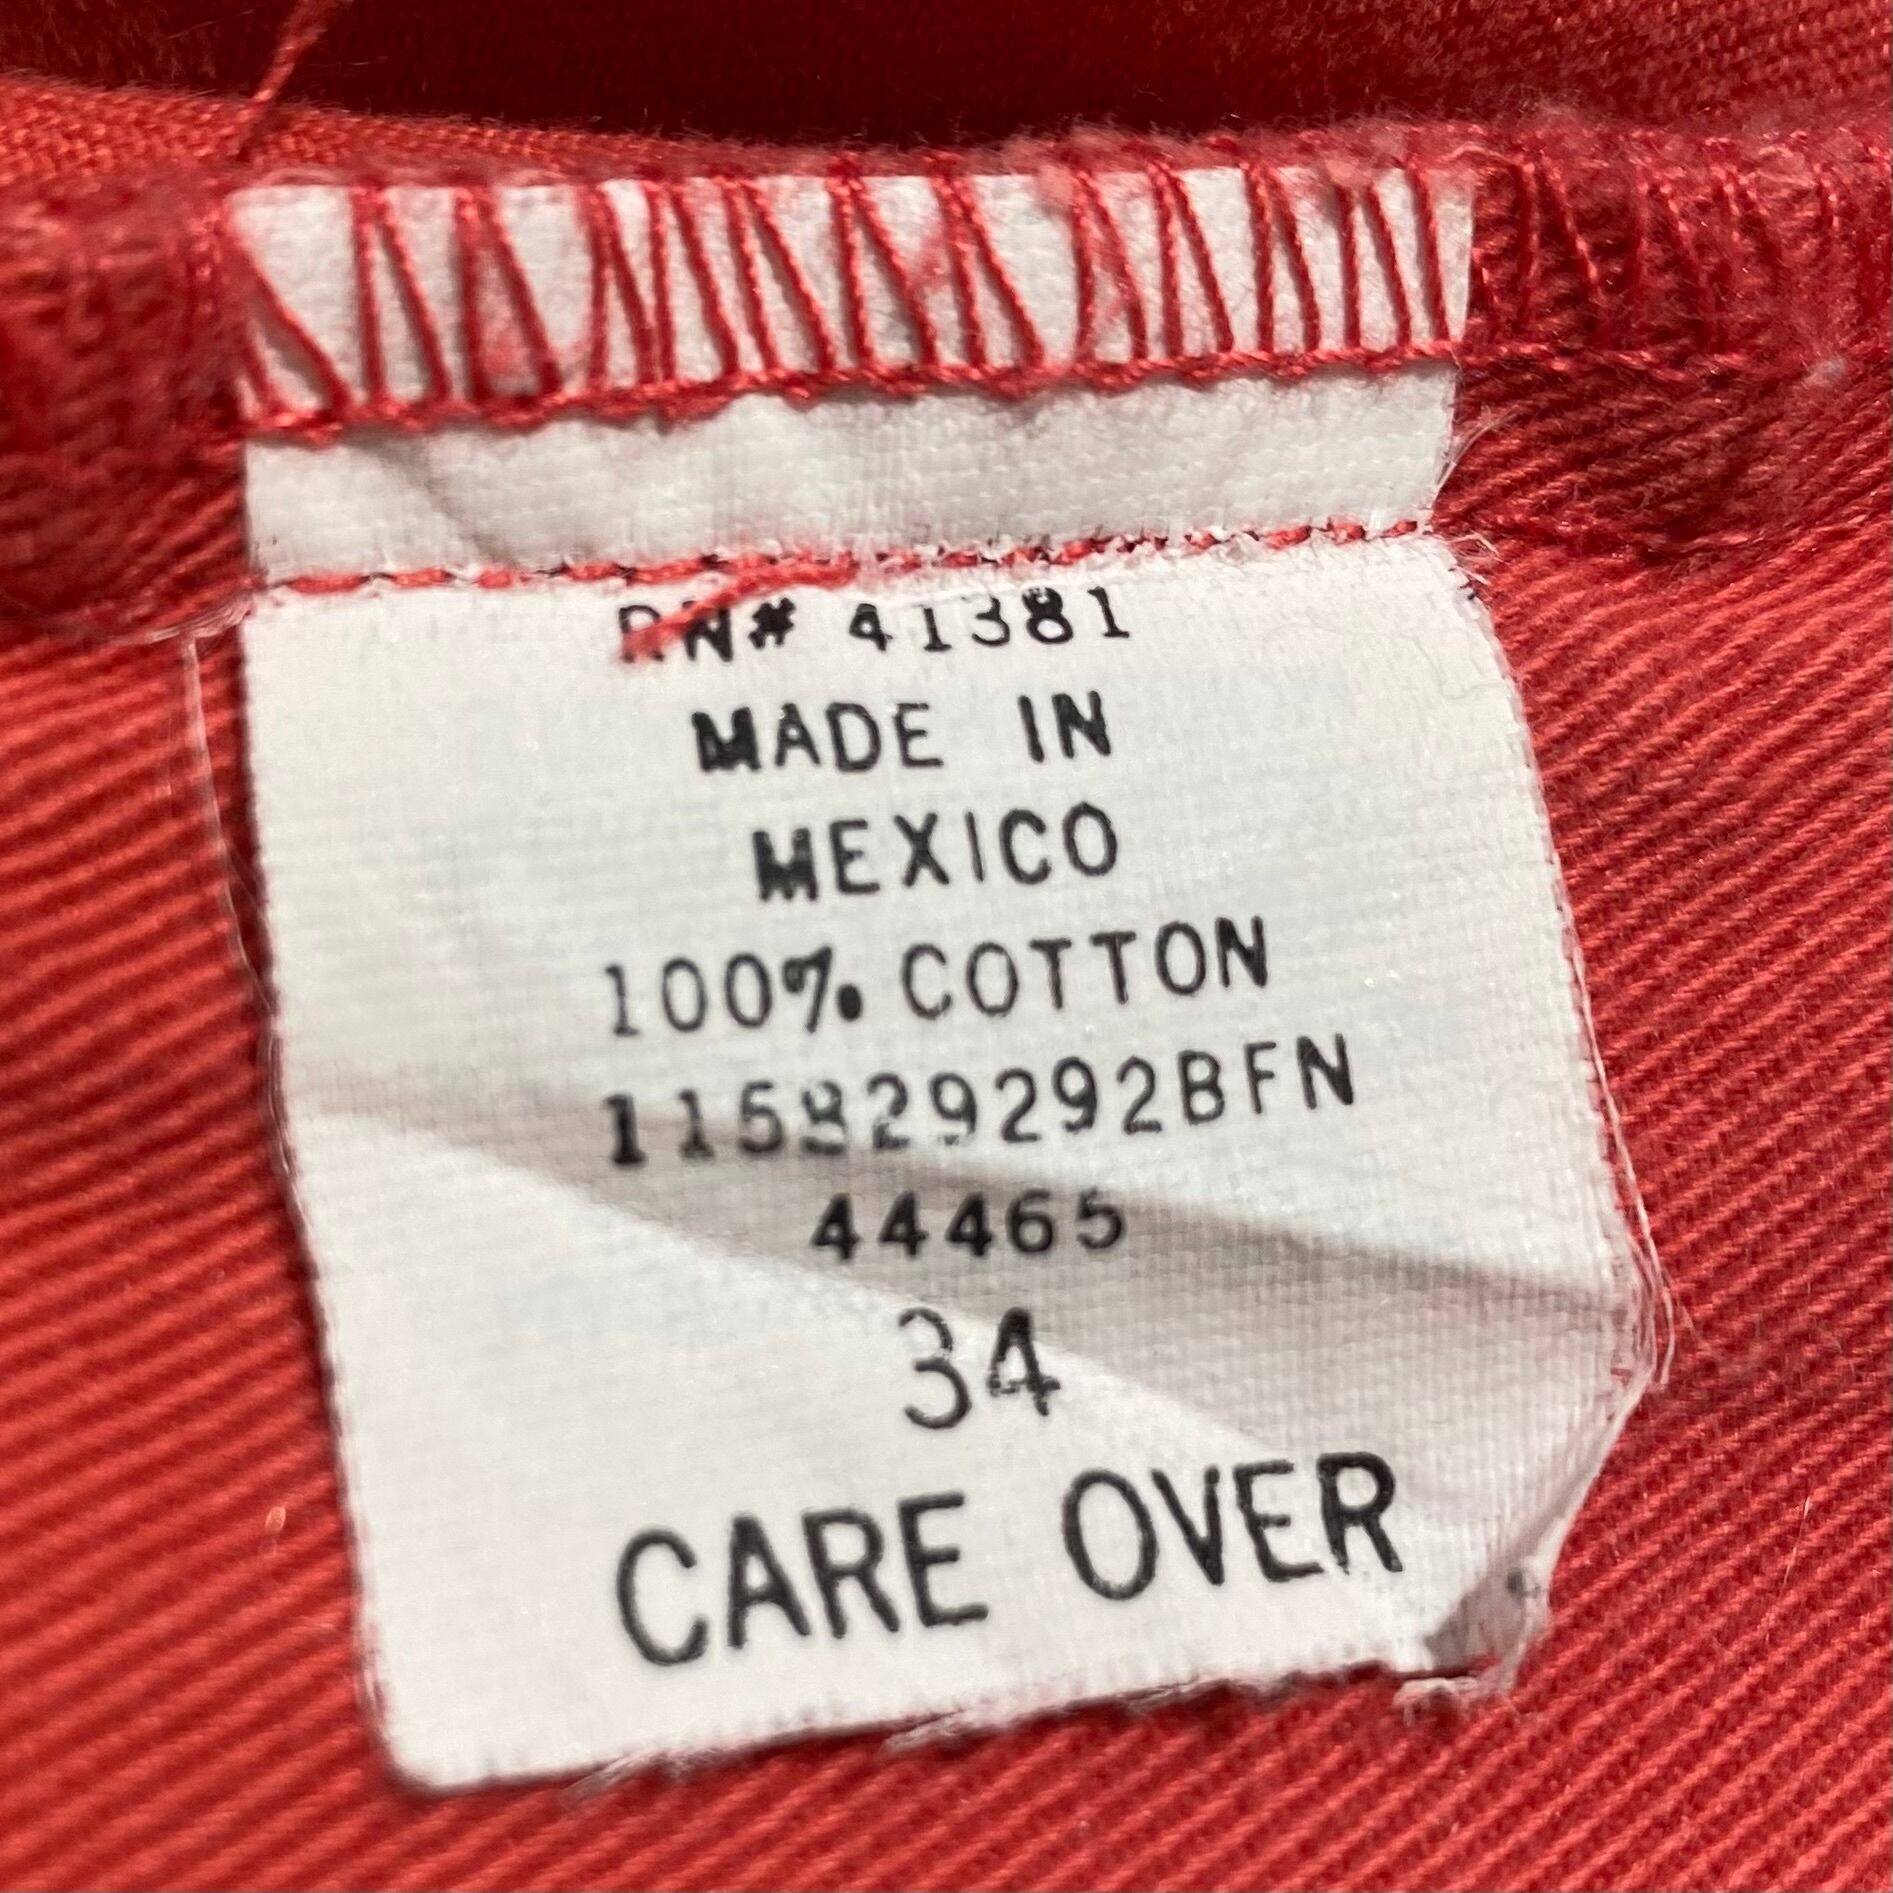 RN# 41381
MADE IN
MEXICO
100% COTTON
115829292BFN
44465
34
CARE OVER